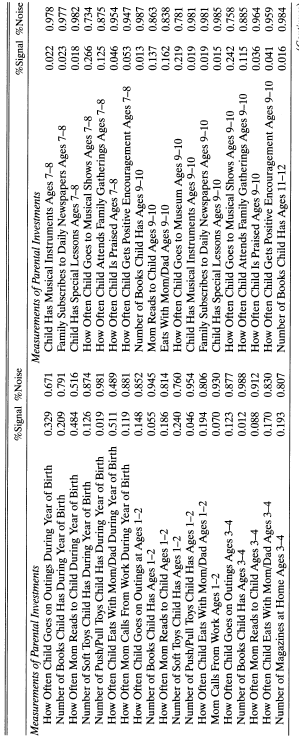 Measurements of Parental Investments %Signal %Noise Measurements of Parental Investments %Signal %Noise
How Often Child Goes on Outings During Year of Birth 0.329 0.671 Child Has Musical Instruments Ages 7–8 0.022 0.978
Number of Books Child Has During Year of Birth 0.209 0.791 Family Subscribes to Daily Newspapers Ages 7–8 0.023 0.977
How Often Mom Reads to Child During Year of Birth 0.484 0.516 Child Has Special Lessons Ages 7–8 0.018 0.982
Number of Soft Toys Child Has During Year of Birth 0.126 0.874 How Often Child Goes to Musical Shows Ages 7–8 0.266 0.734
Number of Push/Pull Toys Child Has During Year of Birth 0.019 0.981 How Often Child Attends Family Gatherings Ages 7–8 0.125 0.875
How Often Child Eats With Mom/Dad During Year of Birth 0.511 0.489 How Often Child Is Praised Ages 7–8 0.046 0.954
How Often Mom Calls From Work During Year of Birth 0.119 0.881 How Often Child Gets Positive Encouragement Ages 7–8 0.053 0.947
How Often Child Goes on Outings at Ages 1–2 0.148 0.852 Number of Books Child Has Ages 9–10 0.013 0.987
Number of Books Child Has Ages 1–2 0.055 0.945 Mom Reads to Child Ages 9–10 0.137 0.863
How Often Mom Reads to Child Ages 1–2 0.186 0.814 Eats With Mom/Dad Ages 9–10 0.162 0.838
Number of Soft Toys Child Has Ages 1–2 0.240 0.760 How Often Child Goes to Museum Ages 9–10 0.219 0.781
Number of Push/Pull Toys Child Has Ages 1–2 0.046 0.954 Child Has Musical Instruments Ages 9–10 0.019 0.981
How Often Child Eats With Mom/Dad Ages 1–2 0.194 0.806 Family Subscribes to Daily Newspapers Ages 9–10 0.019 0.981
Mom Calls From Work Ages 1–2 0.070 0.930 Child Has Special Lessons Ages 9–10 0.015 0.985
How Often Child Goes on Outings Ages 3–4 0.123 0.877 How Often Child Goes to Musical Shows Ages 9–10 0.242 0.758
Number of Books Child Has Ages 3–4 0.012 0.988 How Often Child Attends Family Gatherings Ages 9–10 0.115 0.885
How Often Mom Reads to Child Ages 3–4 0.088 0.912 How Often Child Is Praised Ages 9–10 0.036 0.964
How Often Child Eats With Mom/Dad Ages 3–4 0.170 0.830 How Often Child Gets Positive Encouragement Ages 9–10 0.041 0.959
Number of Magazines at Home Ages 3–4 0.193 0.807 Number of Books Child Has Ages 11–12 0.016 0.984